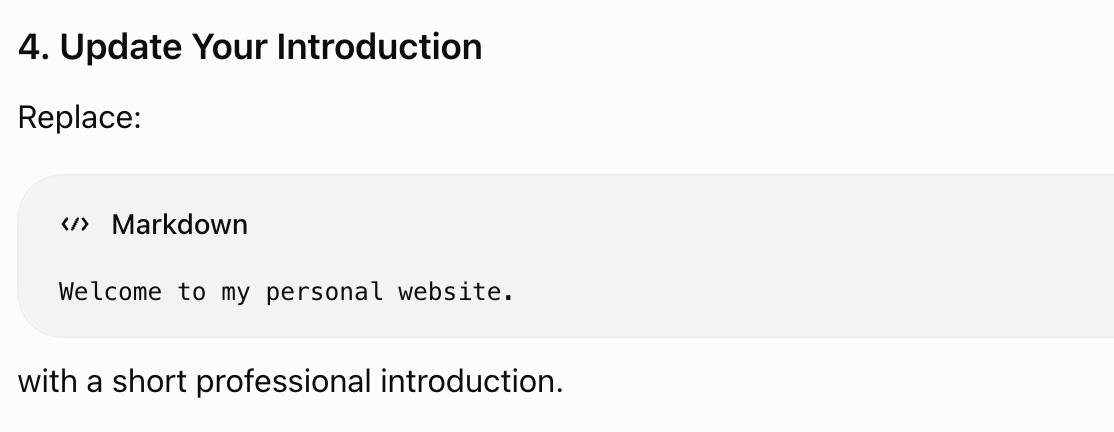 4. Update Your Introduction
Replace:
Markdown
Welcome to my personal website.
with a short professional introduction.